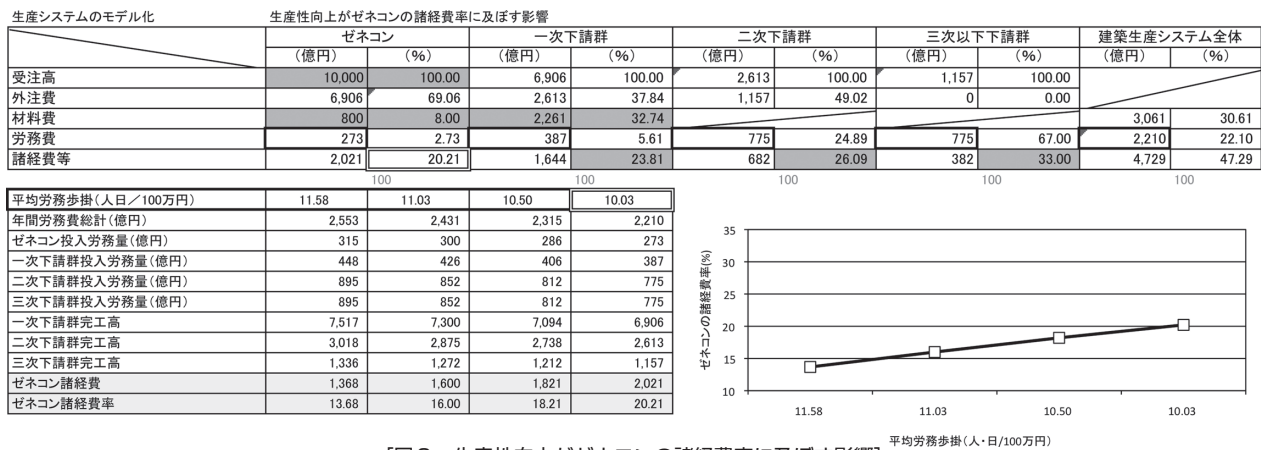 生産システムのモデル化 生産性向上がゼネコンの諸経費率に及ぼす影響
ゼネコン 一次下請群 二次下請群 三次以下下請群 建築生産システム全体
（億円） （%） （億円） （%） （億円） （%） （億円） （%） （億円） （%）
受注高 10,000 100.00 6,906 100.00 2,613 100.00 1,157 100.00
外注費 6,906 69.06 2,613 37.84 1,157 49.02 0 0.00
材料費 800 8.00 2,261 32.74 3,061 30.61
労務費 273 2.73 387 5.61 775 24.89 775 67.00 2,210 22.10
諸経費等 2,021 20.21 1,644 23.81 682 26.09 382 33.00 4,729 47.29
100 100 100 100 100
平均労務歩掛（人日／100万円） 11.58 11.03 10.50 10.03
年間労務費総計（億円） 2,553 2,431 2,315 2,210
ゼネコン投入労務量（億円） 315 300 286 273
一次下請群投入労務量（億円） 448 426 406 387
二次下請群投入労務量（億円） 895 852 812 775
三次下請群投入労務量（億円） 895 852 812 775
一次下請群完工高 7,517 7,300 7,094 6,906
二次下請群完工高 3,018 2,875 2,738 2,613
三次下請群完工高 1,336 1,272 1,212 1,157
ゼネコン諸経費 1,368 1,600 1,821 2,021
ゼネコン諸経費率 13.68 16.00 18.21 20.21
ゼネコンの諸経費率(%)
35
30
25
20
15
10
11.58 11.03 10.50 10.03
平均労務歩掛(人・日/100万円)